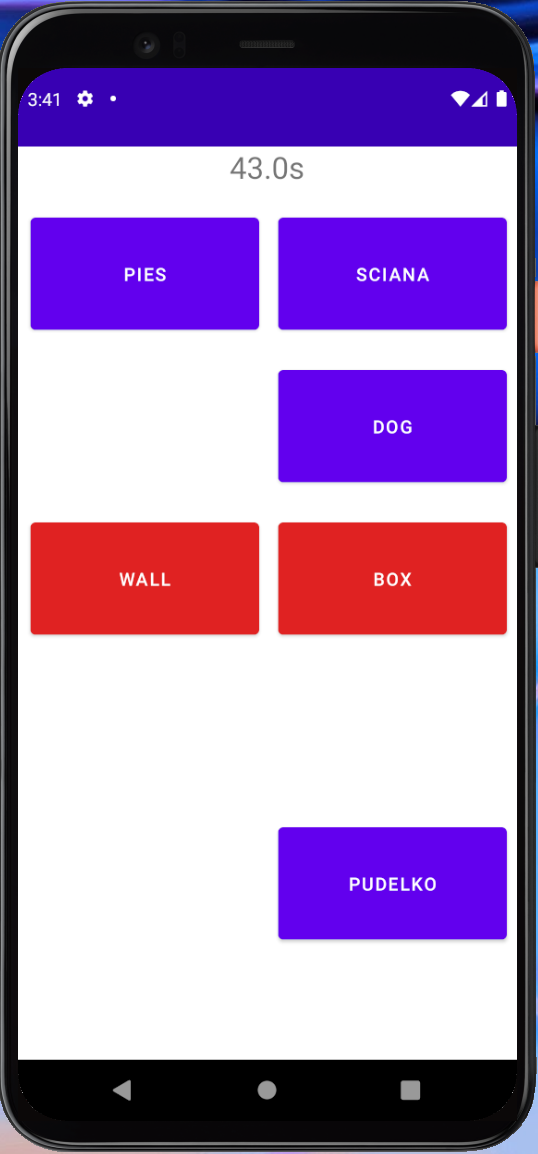 3:41
43.0s
PIES
SCIANA
DOG
WALL
BOX
PUDELKO